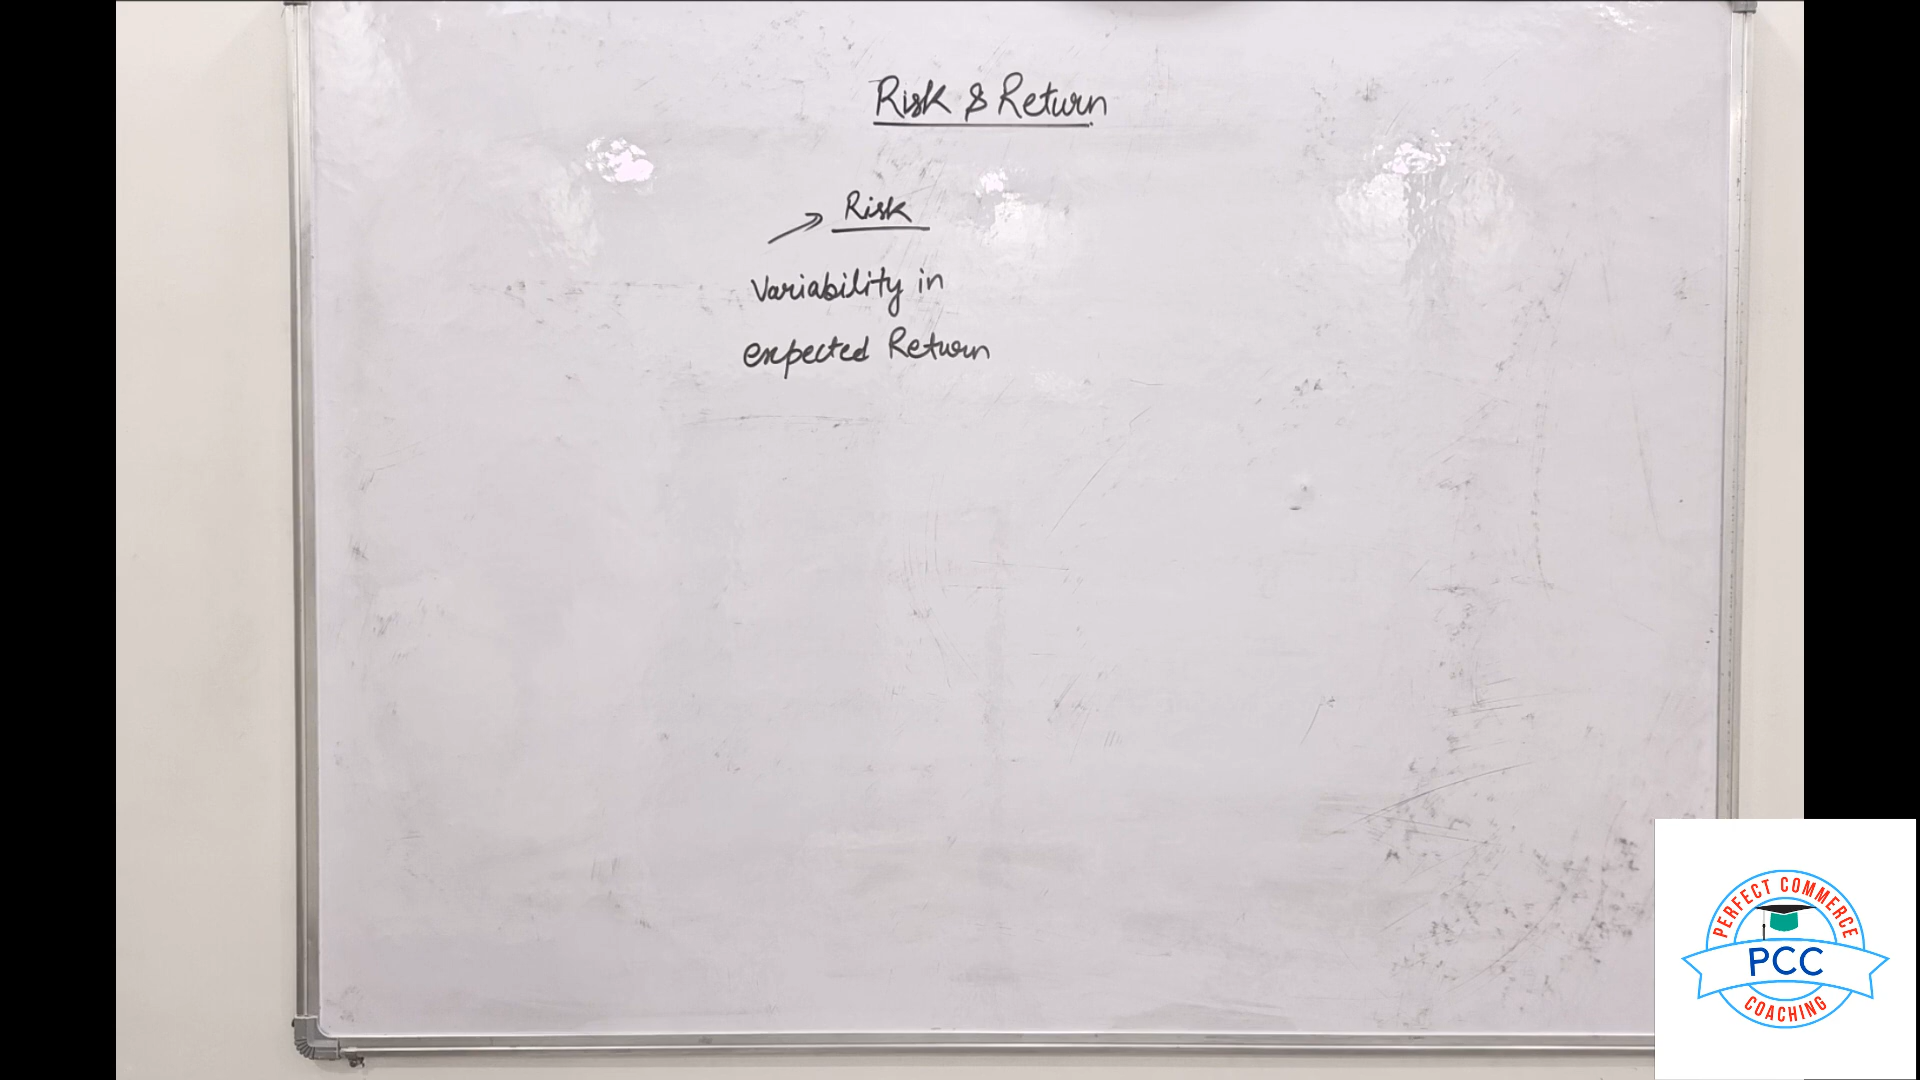 Risk & Return
Risk
Variability in
expected Return
PERFECT COMMERCE
PCC
COACHING